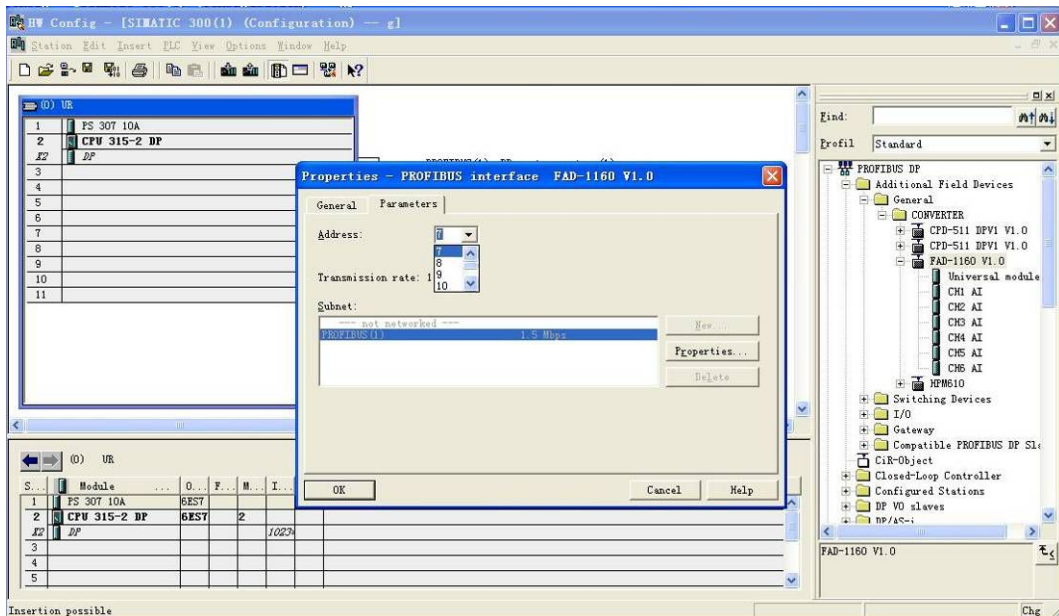 HW Config - [SIMATIC 300(1) (Configuration) -- g]
Station Edit Insert PLC View Options Window Help
(0) UR
1 PS 307 10A
2 CPU 315-2 DP
X2 DP
3
4
5
6
7
8
9
10
11
Properties - PROFIBUS interface FAD-1160 V1.0
General Parameters
Address: 7
7
8
9
10
Transmission rate: 1
Subnet:
--- not networked ---
PROFIBUS(1) 1.5 Mbps
New...
Properties...
Delete
OK Cancel Help
Find:
Profil Standard
PROFIBUS DP
Additional Field Devices
General
CONVERTER
CPD-511 DPV1 V1.0
CPD-511 DPV1 V1.0
FAD-1160 V1.0
Universal module
CH1 AI
CH2 AI
CH3 AI
CH4 AI
CH5 AI
CH6 AI
HPM610
Switching Devices
I/O
Gateway
Compatible PROFIBUS DP Sla
CiR-Object
Closed-Loop Controller
Configured Stations
DP V0 slaves
DP/AS-i
FAD-1160 V1.0
(0) UR
S... Module ... O... F... M... I...
1 PS 307 10A 6ES7
2 CPU 315-2 DP 6ES7 2
X2 DP 1023
3
4
5
Insertion possible Chg